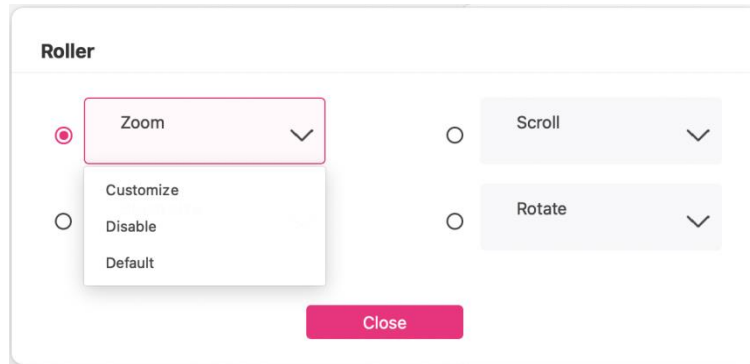 Roller
Zoom
Scroll
Customize
Disable
Default
Rotate
Close